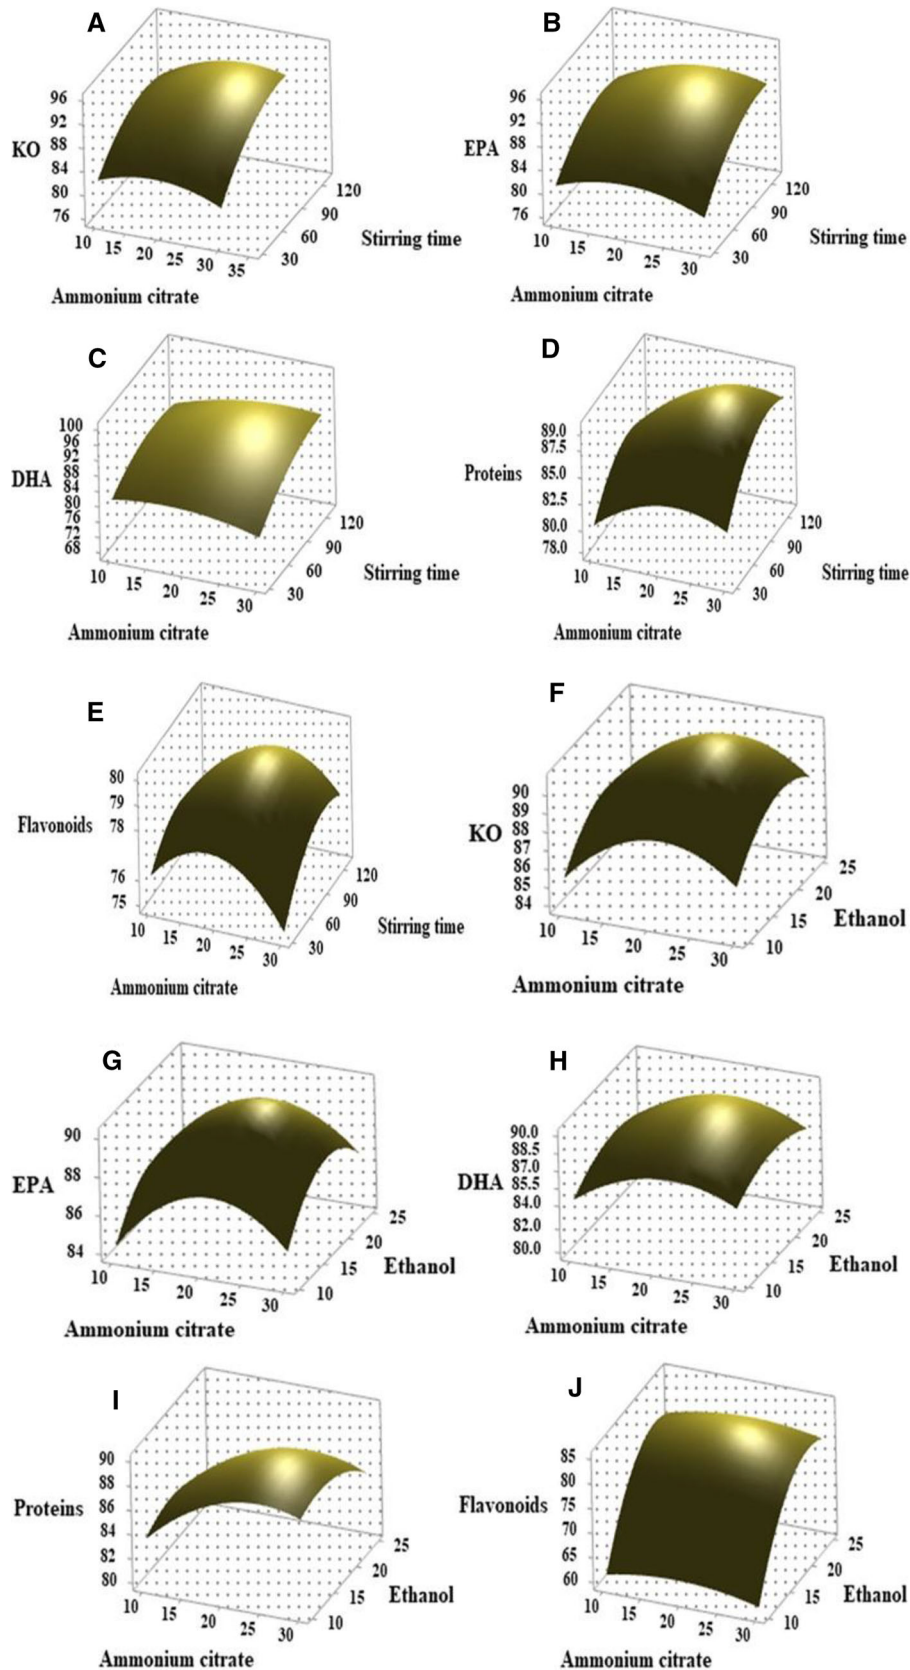 A
96
92
88
84
80
76
KO
10 15 20 25 30 35
30 60 90 120
Stirring time
Ammonium citrate
B
96
92
88
84
80
76
EPA
10 15 20 25 30
30 60 90 120
Stirring time
Ammonium citrate
C
100
96
92
88
84
80
76
72
68
DHA
10 15 20 25 30
30 60 90 120
Stirring time
Ammonium citrate
D
89.0
87.5
85.0
82.5
80.0
78.0
Proteins
10 15 20 25 30
30 60 90 120
Stirring time
Ammonium citrate
E
80
79
78
76
75
Flavonoids
10 15 20 25 30
30 60 90 120
Stirring time
Ammonium citrate
F
90
89
88
87
86
85
84
KO
10 15 20 25 30
10 15 20 25
Ethanol
Ammonium citrate
G
90
88
86
84
EPA
10 15 20 25 30
10 15 20 25
Ethanol
Ammonium citrate
H
90.0
88.5
87.0
85.5
84.0
82.0
80.0
DHA
10 15 20 25 30
10 15 20 25
Ethanol
Ammonium citrate
I
90
88
86
84
82
80
Proteins
10 15 20 25 30
10 15 20 25
Ethanol
Ammonium citrate
J
85
80
75
70
65
60
Flavonoids
10 15 20 25 30
10 15 20 25
Ethanol
Ammonium citrate